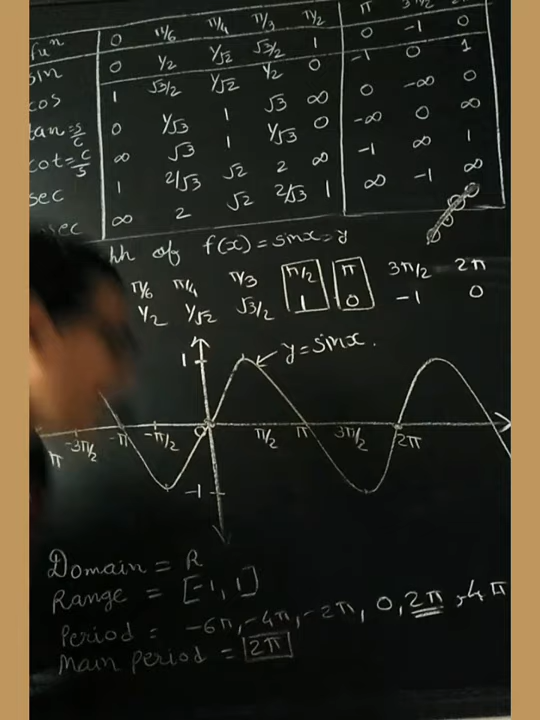 fun 0 π/6 π/4 π/3 π/2 π 3π/2
sin 0 1/2 1/√2 √3/2 1 0 -1 0
cos 1 √3/2 1/√2 1/2 0 -1 0 1
tan=s/c 0 1/√3 1 √3 ∞ 0 -∞ 0
cot=c/s ∞ √3 1 1/√3 0 -∞ 0 ∞
sec 1 2/√3 √2 2 ∞ -1 ∞ 1
sec ∞ 2 √2 2/√3 1 ∞ -1 ∞
hh of f(x)=sinx=y
π/6 π/4 π/3 π/2 π 3π/2 2π
1/2 1/√2 √3/2 1 0 -1 0
1
y=sinx.
π -3π/2 -π -π/2 0 π/2 π 3π/2 2π
-1
Domain = R
Range = [-1, 1]
Period = -6π, -4π, -2π, 0, 2π, 4π
Main period = 2π